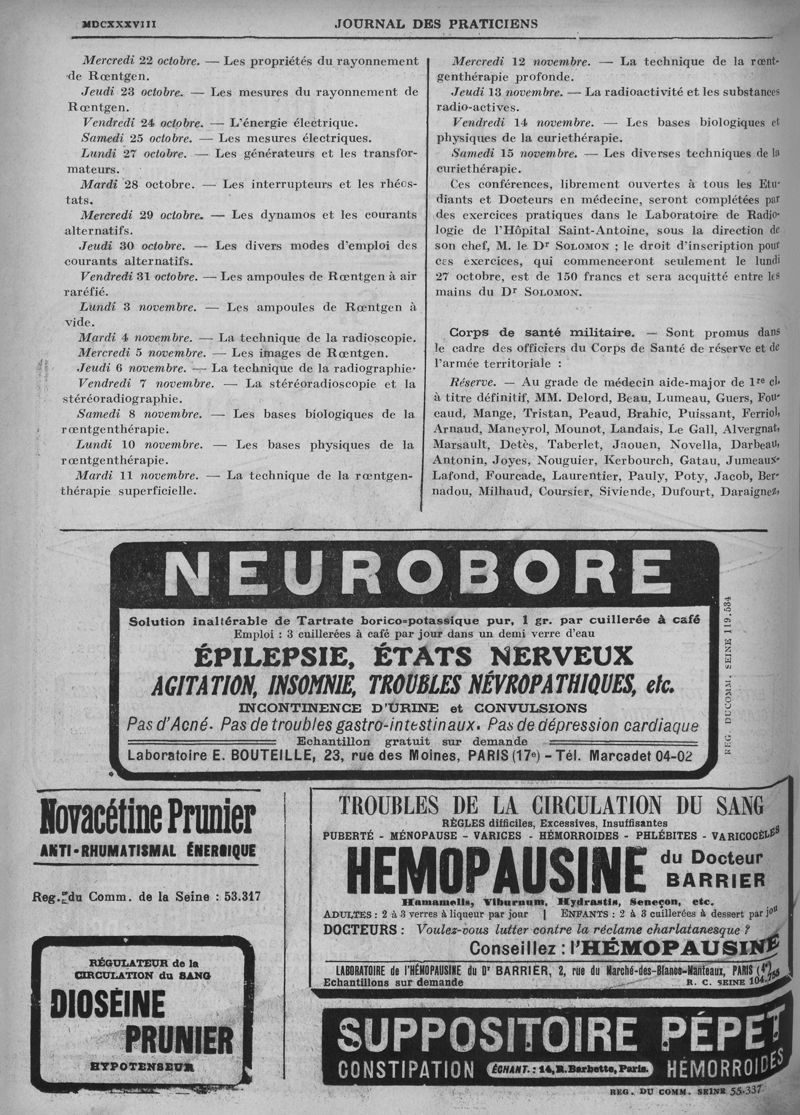 MDCXXXVIII
JOURNAL DES PRATICIENS
Mercredi 22 octobre. — Les propriétés du rayonnement
de Rœntgen.
Jeudi 23 octobre. — Les mesures du rayonnement de
Rœntgen.
Vendredi 24 octobre. — L'énergie électrique.
Samedi 25 octobre. — Les mesures électriques.
Lundi 27 octobre. — Les générateurs et les transfor-
mateurs.
Mardi 28 octobre. — Les interrupteurs et les rhéos-
tats.
Mercredi 29 octobre. — Les dynamos et les courants
alternatifs.
Jeudi 30 octobre. — Les divers modes d'emploi des
courants alternatifs.
Vendredi 31 octobre. — Les ampoules de Rœntgen à air
raréfié.
Lundi 3 novembre. — Les ampoules de Rœntgen à
vide.
Mardi 4 novembre. — La technique de la radioscopie.
Mercredi 5 novembre. — Les images de Rœntgen.
Jeudi 6 novembre. — La technique de la radiographie.
Vendredi 7 novembre. — La stéréoradioscopie et la
stéréoradiographie.
Samedi 8 novembre. — Les bases biologiques de la
rœntgenthérapie.
Lundi 10 novembre. — Les bases physiques de la
rœntgenthérapie.
Mardi 11 novembre. — La technique de la rœntgen-
thérapie superficielle.
Mercredi 12 novembre. — La technique de la rœnt-
genthérapie profonde.
Jeudi 13 novembre. — La radioactivité et les substances
radio-actives.
Vendredi 14 novembre. — Les bases biologiques et
physiques de la curiethérapie.
Samedi 15 novembre. — Les diverses techniques de la
curiethérapie.
Ces conférences, librement ouvertes à tous les Etu-
diants et Docteurs en médecine, seront complétées par
des exercices pratiques dans le Laboratoire de Radio-
logie de l'Hôpital Saint-Antoine, sous la direction de
son chef, M. le Dr SOLOMON ; le droit d'inscription pour
ces exercices, qui commenceront seulement le lundi
27 octobre, est de 150 francs et sera acquitté entre les
mains du Dr SOLOMON.
Corps de santé militaire. — Sont promus dans
le cadre des officiers du Corps de Santé de réserve et de
l'armée territoriale :
Réserve. — Au grade de médecin aide-major de 1re cl.
à titre définitif, MM. Delord, Beau, Lumeau, Guers, Fou-
caud, Mange, Tristan, Peaud, Brahic, Puissant, Ferriol,
Arnaud, Maneyrol, Mounot, Landais, Le Gall, Alvergnat,
Marsault, Detès, Taberlet, Jaouen, Novella, Darbeau,
Antonin, Joyes, Nouguier, Kerbourch, Gatau, Jumeaux-
Lafond, Fourcade, Laurentier, Pauly, Poty, Jacob, Ber-
nadou, Milhaud, Coursier, Siviende, Dufourt, Daraignez,
NEUROBORE
Solution inaltérable de Tartrate borico-potassique pur, 1 gr. par cuillerée à café
Emploi : 3 cuillerées à café par jour dans un demi verre d'eau
ÉPILEPSIE, ÉTATS NERVEUX
AGITATION, INSOMNIE, TROUBLES NÉVROPATHIQUES, etc.
INCONTINENCE D'URINE et CONVULSIONS
Pas d'Acné. Pas de troubles gastro-intestinaux. Pas de dépression cardiaque
Echantillon gratuit sur demande
Laboratoire E. BOUTEILLE, 23, rue des Moines, PARIS (17e) - Tél. Marcadet 04-02
REG. DU COMM. SEINE 119.534
Novacétine Prunier
ANTI-RHUMATISMAL ÉNERGIQUE
Reg.re du Comm. de la Seine : 53.317
RÉGULATEUR de la
CIRCULATION du SANG
DIOSÉINE
PRUNIER
HYPOTENSEUR
TROUBLES DE LA CIRCULATION DU SANG
RÈGLES difficiles, Excessives, Insuffisantes
PUBERTÉ - MÉNOPAUSE - VARICES - HÉMORROIDES - PHLÉBITES - VARICOCÈLES
HEMOPAUSINE du Docteur
BARRIER
Hamamelis, Viburnum, Hydrastis, Seneçon, etc.
ADULTES : 2 à 3 verres à liqueur par jour | ENFANTS : 2 à 3 cuillerées à dessert par jou
DOCTEURS : Voulez-vous lutter contre la réclame charlatanesque ?
Conseillez : l'HÉMOPAUSINE
LABORATOIRE de l'HÉMOPAUSINE du Dr BARRIER, 2, rue du Marché-des-Blancs-Manteaux, PARIS (4e)
Echantillons sur demande R. C. SEINE 104.755
SUPPOSITOIRE PÉPET
CONSTIPATION ÉCHANT. : 14, R. Barbette, Paris. HÉMORROIDES
REG. DU COMM. SEINE 55-337